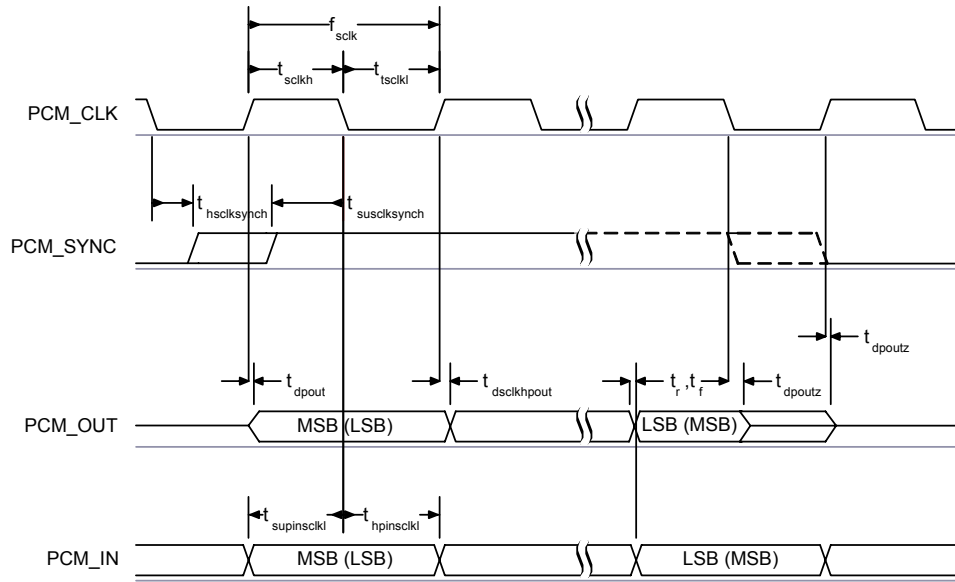 f sclk
t sclkh
t tsclkl
PCM_CLK
t hsclksynch
t susclksynch
PCM_SYNC
t dpoutz
t dpout
t dsclkhpout
t r ,t f
t dpoutz
PCM_OUT
MSB (LSB)
LSB (MSB)
t supinsclkl
t hpinsclkl
PCM_IN
MSB (LSB)
LSB (MSB)